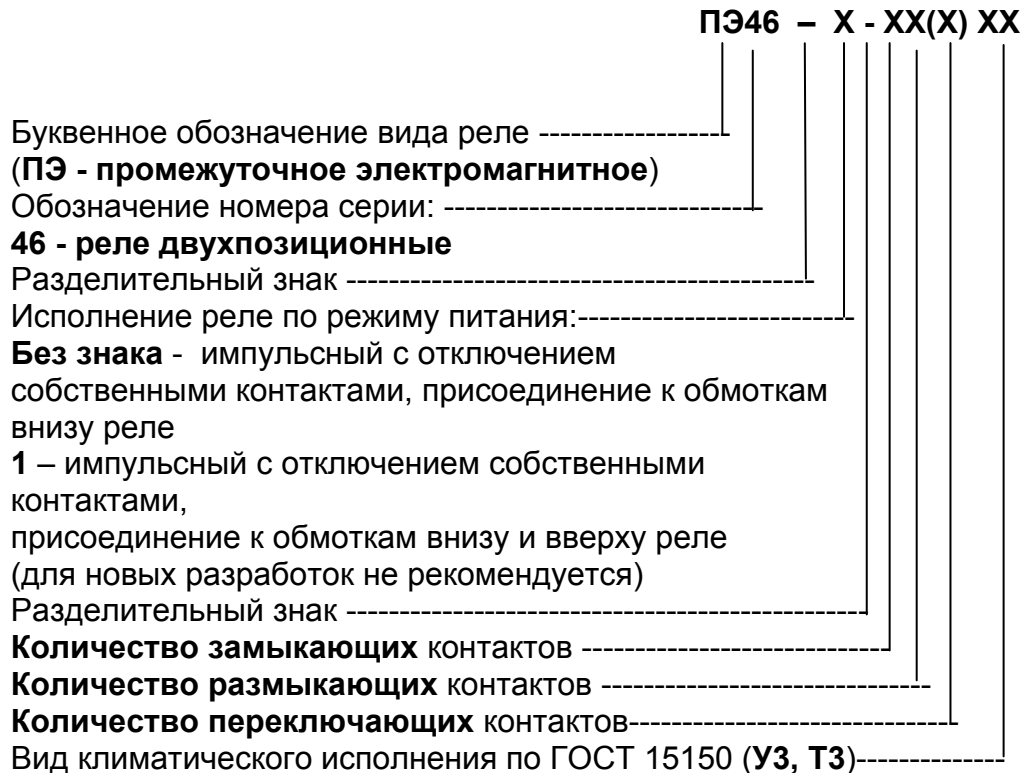 ПЭ46 – Х - ХХ(Х) ХХ
Буквенное обозначение вида реле ------------------
(ПЭ - промежуточное электромагнитное)
Обозначение номера серии: ------------------------------
46 - реле двухпозиционные
Разделительный знак --------------------------------------------
Исполнение реле по режиму питания:--------------------------
Без знака - импульсный с отключением
собственными контактами, присоединение к обмоткам
внизу реле
1 – импульсный с отключением собственными
контактами,
присоединение к обмоткам внизу и вверху реле
(для новых разработок не рекомендуется)
Разделительный знак -------------------------------------------------
Количество замыкающих контактов -----------------------------
Количество размыкающих контактов -------------------------------
Количество переключающих контактов-------------------------------
Вид климатического исполнения по ГОСТ 15150 (У3, Т3)--------------